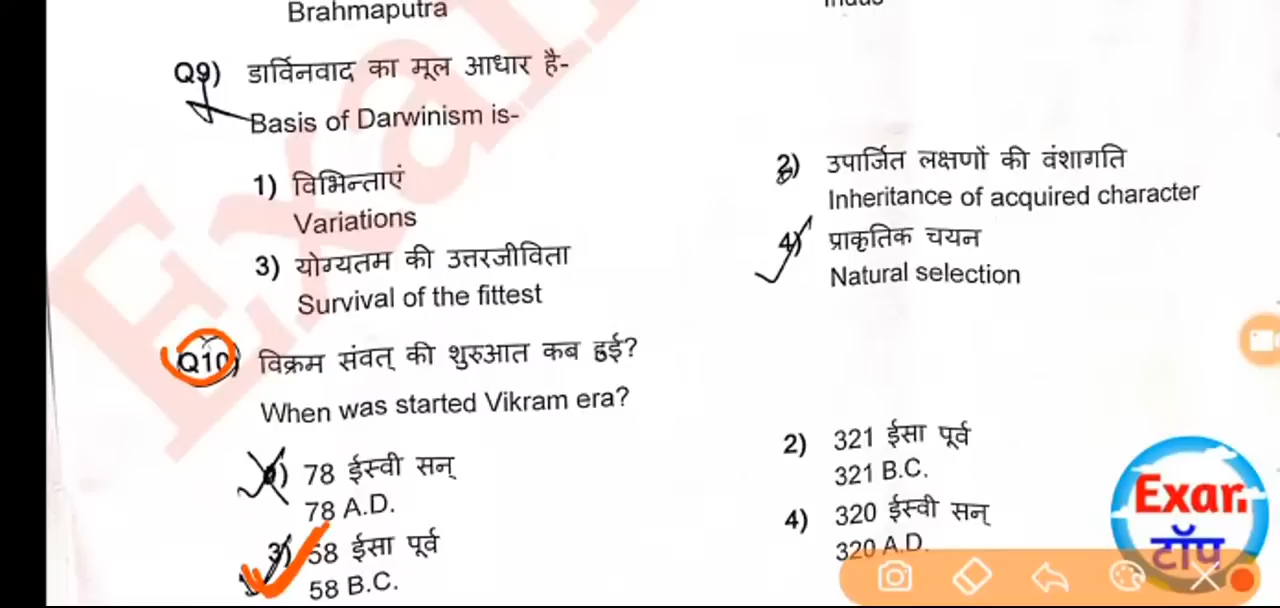 Brahmaputra
Q9) डार्विनवाद का मूल आधार है-
Basis of Darwinism is-
1) विभिन्ताएं
Variations
2) उपार्जित लक्षणों की वंशागति
Inheritance of acquired character
3) योग्यतम की उत्तरजीविता
Survival of the fittest
4) प्राकृतिक चयन
Natural selection
Q10) विक्रम संवत् की शुरुआत कब हुई?
When was started Vikram era?
78 ईस्वी सन्
78 A.D.
2) 321 ईसा पूर्व
321 B.C.
3) 58 ईसा पूर्व
58 B.C.
4) 320 ईस्वी सन्
320 A.D.
Exam
टॉप